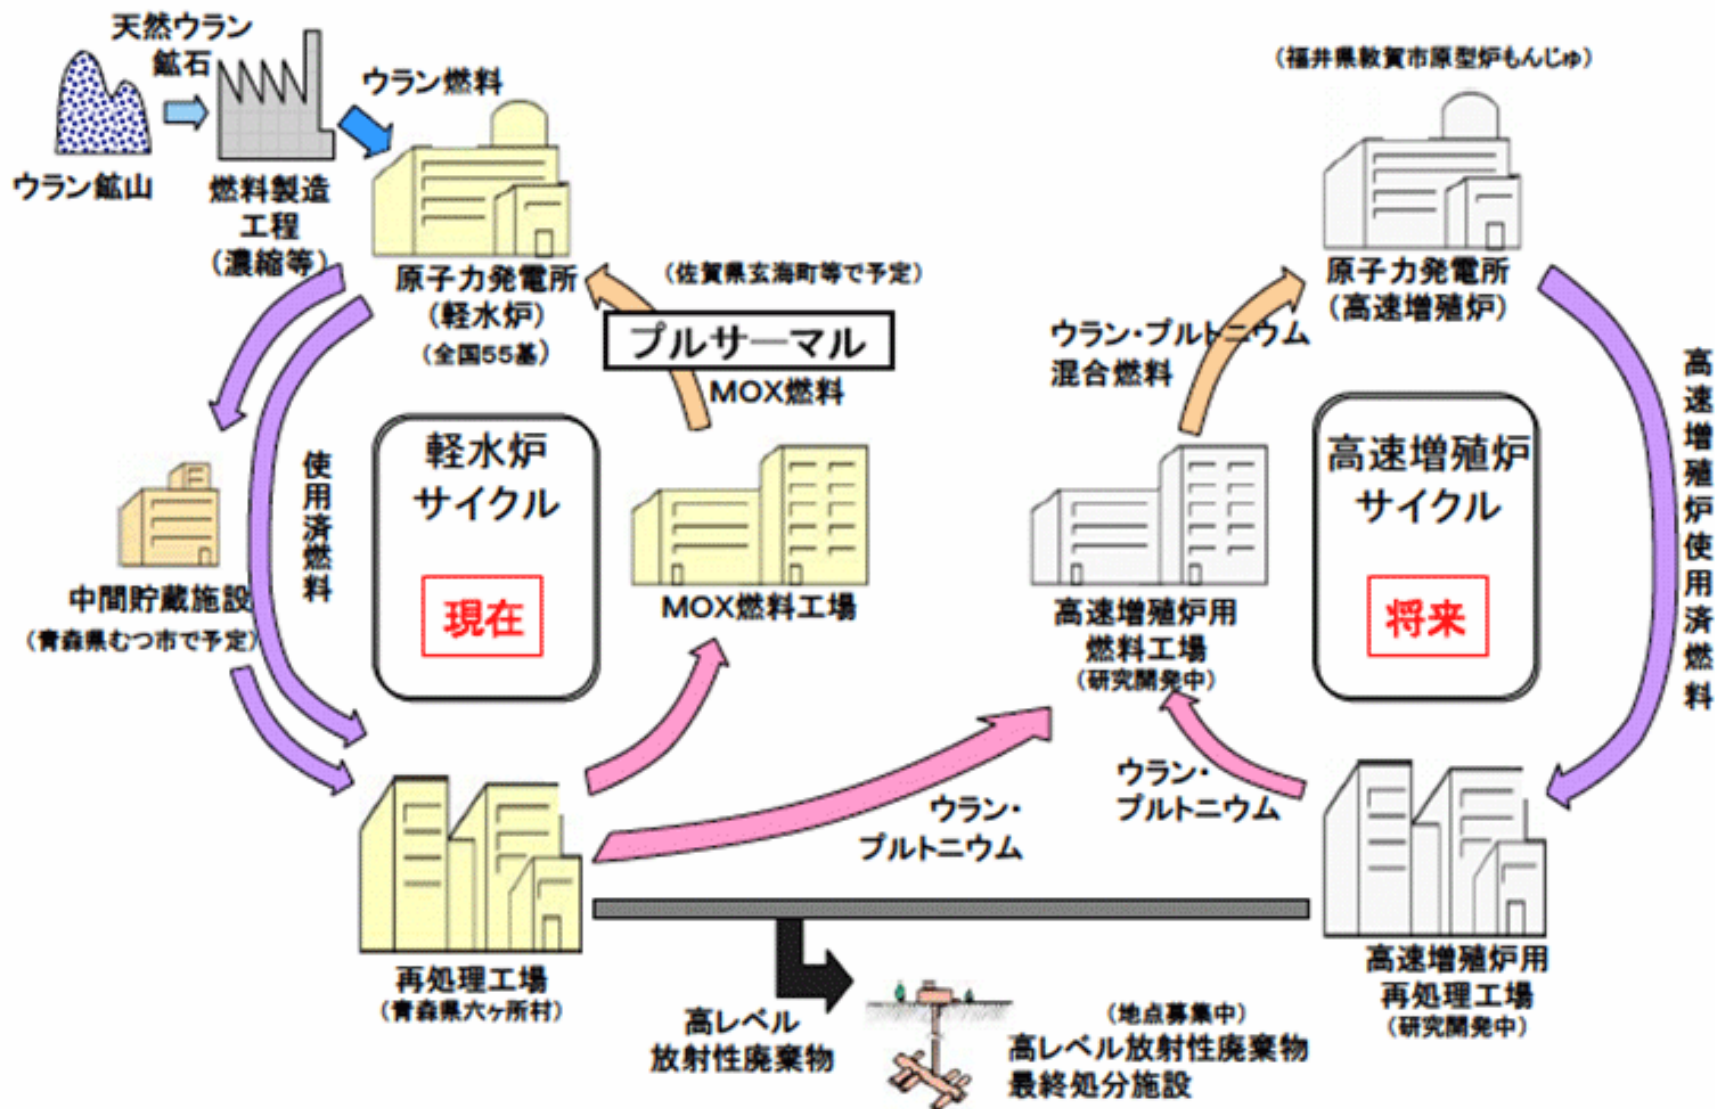 天然ウラン
鉱石
ウラン燃料
ウラン鉱山
燃料製造
工程
(濃縮等)
原子力発電所
(軽水炉)
(全国55基)
(佐賀県玄海町等で予定)
プルサーマル
MOX燃料
使用済燃料
軽水炉
サイクル
現在
中間貯蔵施設
(青森県むつ市で予定)
MOX燃料工場
再処理工場
(青森県六ヶ所村)
(福井県敦賀市原型炉もんじゅ)
原子力発電所
(高速増殖炉)
ウラン・プルトニウム
混合燃料
高速増殖炉
サイクル
将来
高速増殖炉使用済燃料
高速増殖炉用
燃料工場
(研究開発中)
ウラン・
プルトニウム
ウラン・
プルトニウム
高速増殖炉用
再処理工場
(研究開発中)
高レベル
放射性廃棄物
(地点募集中)
高レベル放射性廃棄物
最終処分施設